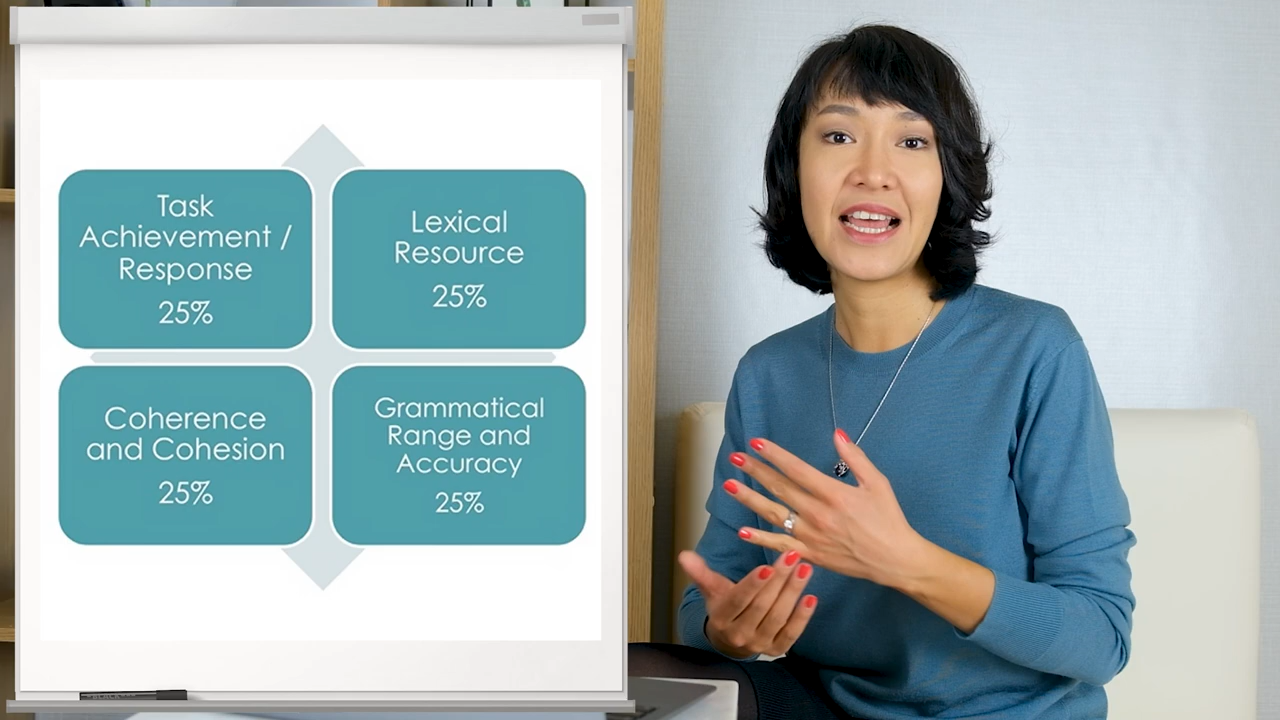 Task
Achievement /
Response
25%
Lexical
Resource
25%
Coherence
and Cohesion
25%
Grammatical
Range and
Accuracy
25%